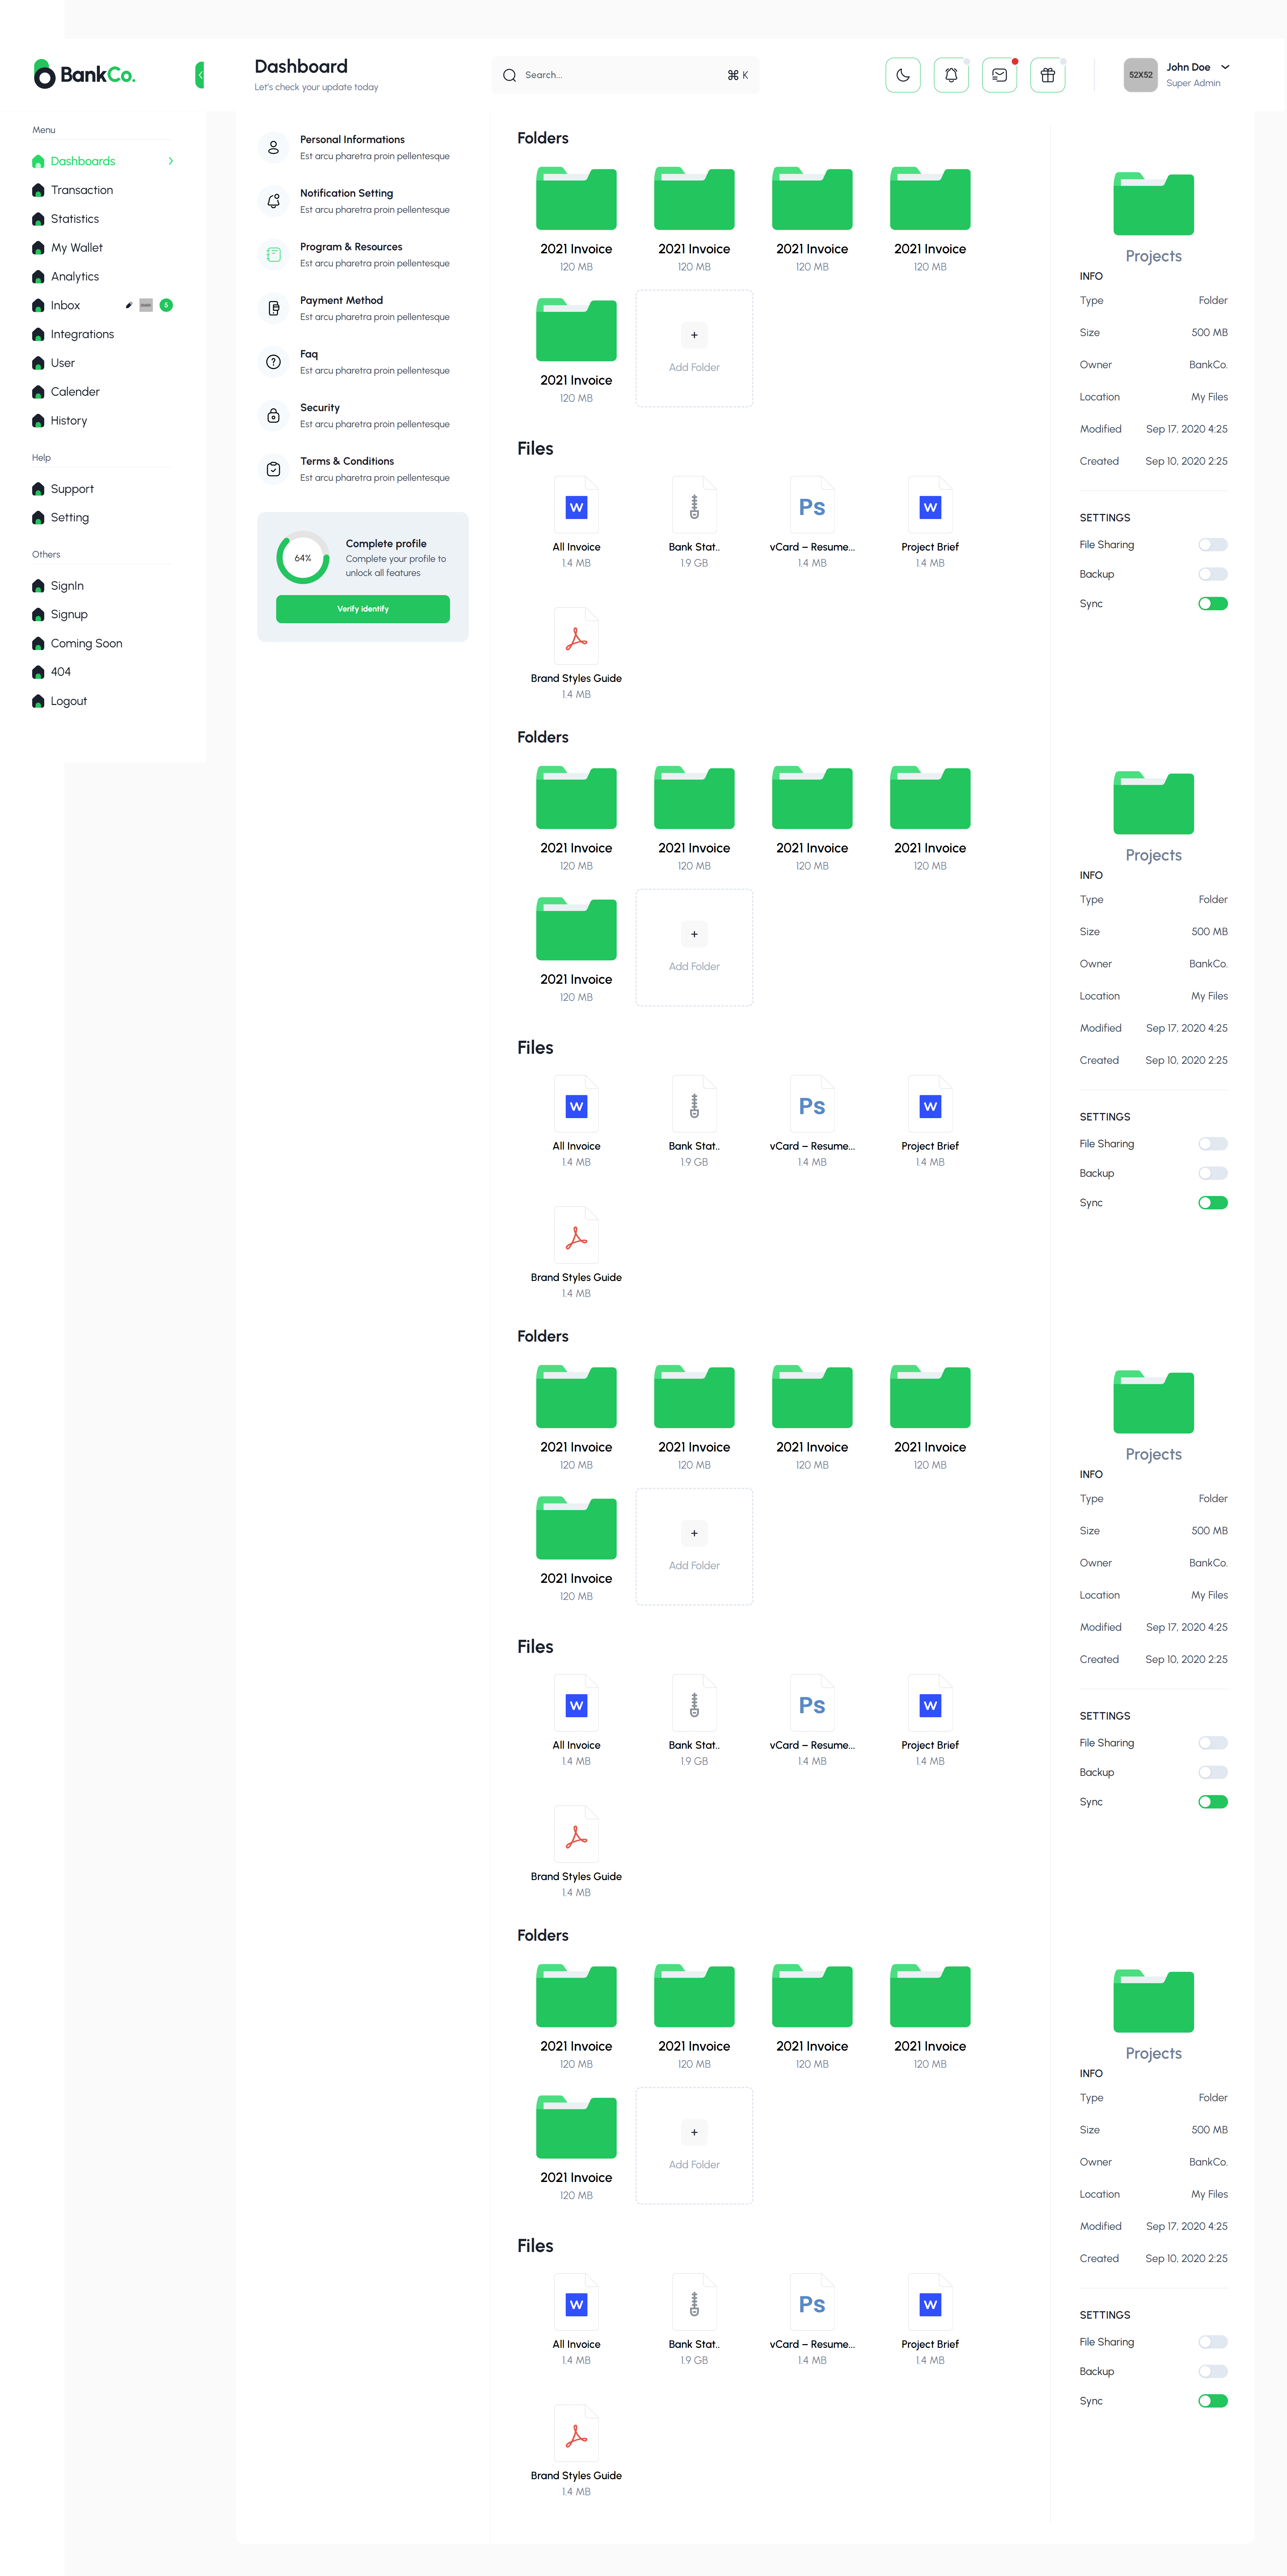 BankCo.
Dashboard
Let's check your update today
Search...
⌘ K
52X52
John Doe
Super Admin
Menu
Dashboards
Transaction
Statistics
My Wallet
Analytics
Inbox
5
Integrations
User
Calender
History
Help
Support
Setting
Others
SignIn
Signup
Coming Soon
404
Logout
Personal Informations
Est arcu pharetra proin pellentesque
Notification Setting
Est arcu pharetra proin pellentesque
Program & Resources
Est arcu pharetra proin pellentesque
Payment Method
Est arcu pharetra proin pellentesque
Faq
Est arcu pharetra proin pellentesque
Security
Est arcu pharetra proin pellentesque
Terms & Conditions
Est arcu pharetra proin pellentesque
64%
Complete profile
Complete your profile to
unlock all features
Verify identify
Folders
2021 Invoice 2021 Invoice 2021 Invoice 2021 Invoice
120 MB 120 MB 120 MB 120 MB
2021 Invoice
120 MB
+
Add Folder
Files
W Ps W
All Invoice Bank Stat.. vCard – Resume... Project Brief
1.4 MB 1.9 GB 1.4 MB 1.4 MB
Brand Styles Guide
1.4 MB
Projects
INFO
Type Folder
Size 500 MB
Owner BankCo.
Location My Files
Modified Sep 17, 2020 4:25
Created Sep 10, 2020 2:25
SETTINGS
File Sharing
Backup
Sync
Folders
2021 Invoice 2021 Invoice 2021 Invoice 2021 Invoice
120 MB 120 MB 120 MB 120 MB
2021 Invoice
120 MB
+
Add Folder
Files
W Ps W
All Invoice Bank Stat.. vCard – Resume... Project Brief
1.4 MB 1.9 GB 1.4 MB 1.4 MB
Brand Styles Guide
1.4 MB
Projects
INFO
Type Folder
Size 500 MB
Owner BankCo.
Location My Files
Modified Sep 17, 2020 4:25
Created Sep 10, 2020 2:25
SETTINGS
File Sharing
Backup
Sync
Folders
2021 Invoice 2021 Invoice 2021 Invoice 2021 Invoice
120 MB 120 MB 120 MB 120 MB
2021 Invoice
120 MB
+
Add Folder
Files
W Ps W
All Invoice Bank Stat.. vCard – Resume... Project Brief
1.4 MB 1.9 GB 1.4 MB 1.4 MB
Brand Styles Guide
1.4 MB
Projects
INFO
Type Folder
Size 500 MB
Owner BankCo.
Location My Files
Modified Sep 17, 2020 4:25
Created Sep 10, 2020 2:25
SETTINGS
File Sharing
Backup
Sync
Folders
2021 Invoice 2021 Invoice 2021 Invoice 2021 Invoice
120 MB 120 MB 120 MB 120 MB
2021 Invoice
120 MB
+
Add Folder
Files
W Ps W
All Invoice Bank Stat.. vCard – Resume... Project Brief
1.4 MB 1.9 GB 1.4 MB 1.4 MB
Brand Styles Guide
1.4 MB
Projects
INFO
Type Folder
Size 500 MB
Owner BankCo.
Location My Files
Modified Sep 17, 2020 4:25
Created Sep 10, 2020 2:25
SETTINGS
File Sharing
Backup
Sync